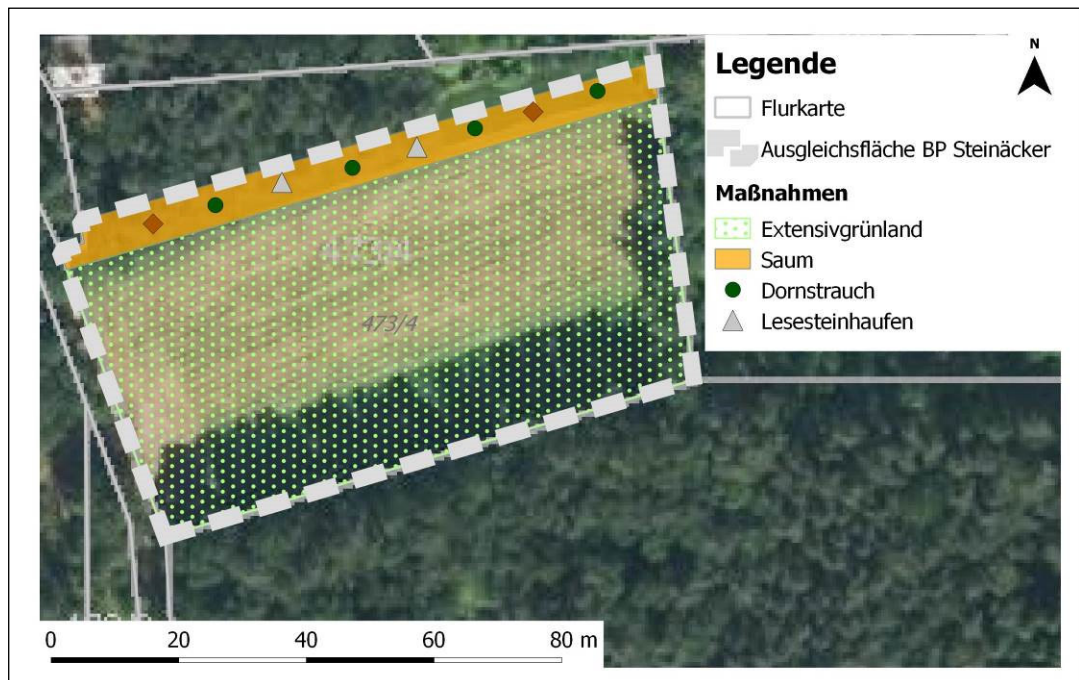 N
Legende
Flurkarte
Ausgleichsfläche BP Steinäcker
Maßnahmen
Extensivgrünland
Saum
Dornstrauch
Lesesteinhaufen
473/4
0 20 40 60 80 m